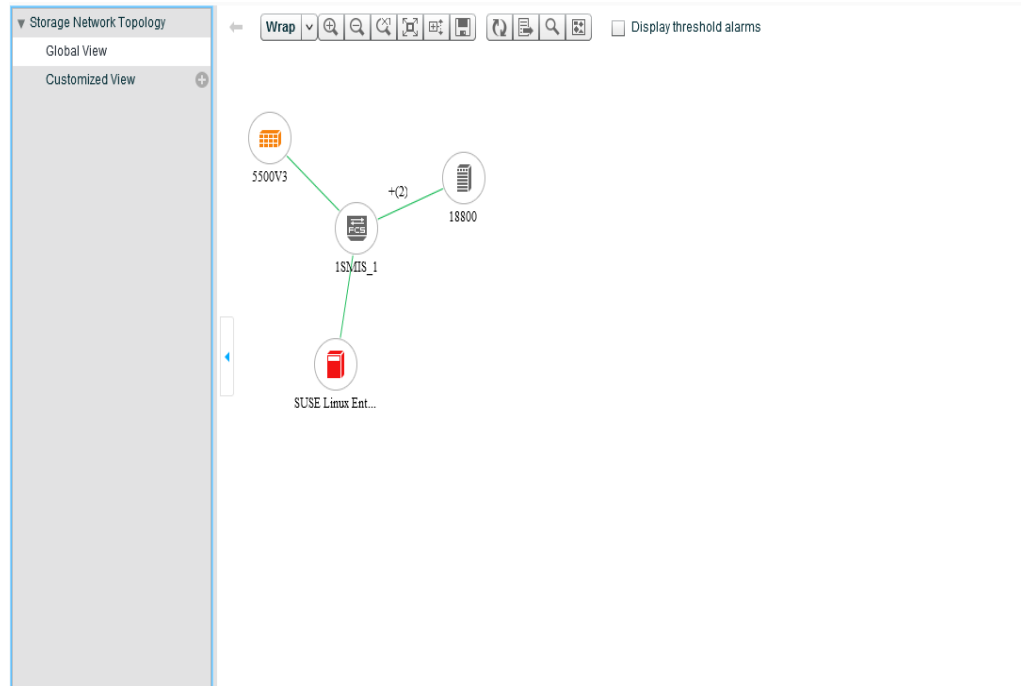 Storage Network Topology
Global View
Customized View
Wrap
Display threshold alarms
5500V3
+(2)
18800
FCS
1SMIS_1
SUSE Linux Ent...